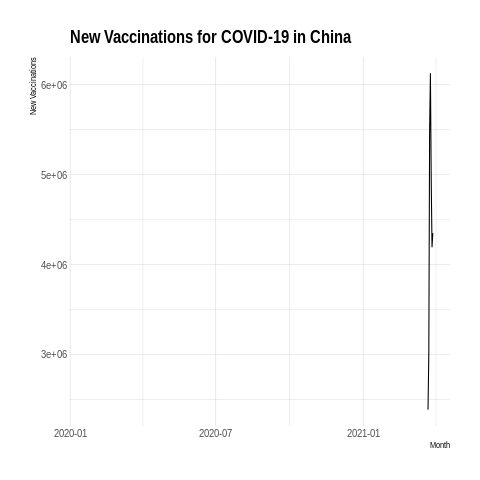 New Vaccinations for COVID-19 in China
New Vaccinations
6e+06
5e+06
4e+06
3e+06
2020-01
2020-07
2021-01
Month